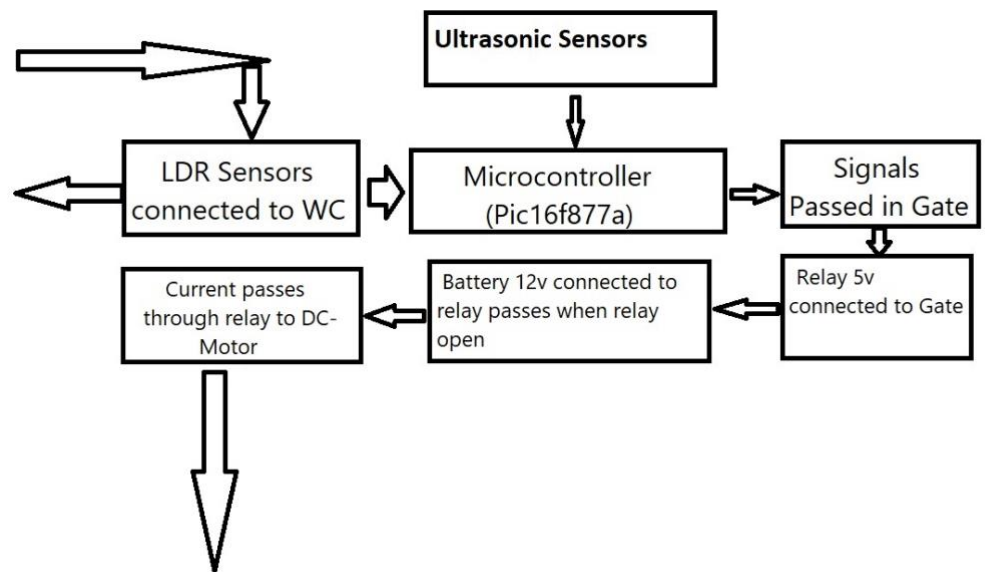 Ultrasonic Sensors
LDR Sensors
connected to WC
Microcontroller
(Pic16f877a)
Signals
Passed in Gate
Relay 5v
connected to Gate
Battery 12v connected to
relay passes when relay
open
Current passes
through relay to DC-
Motor